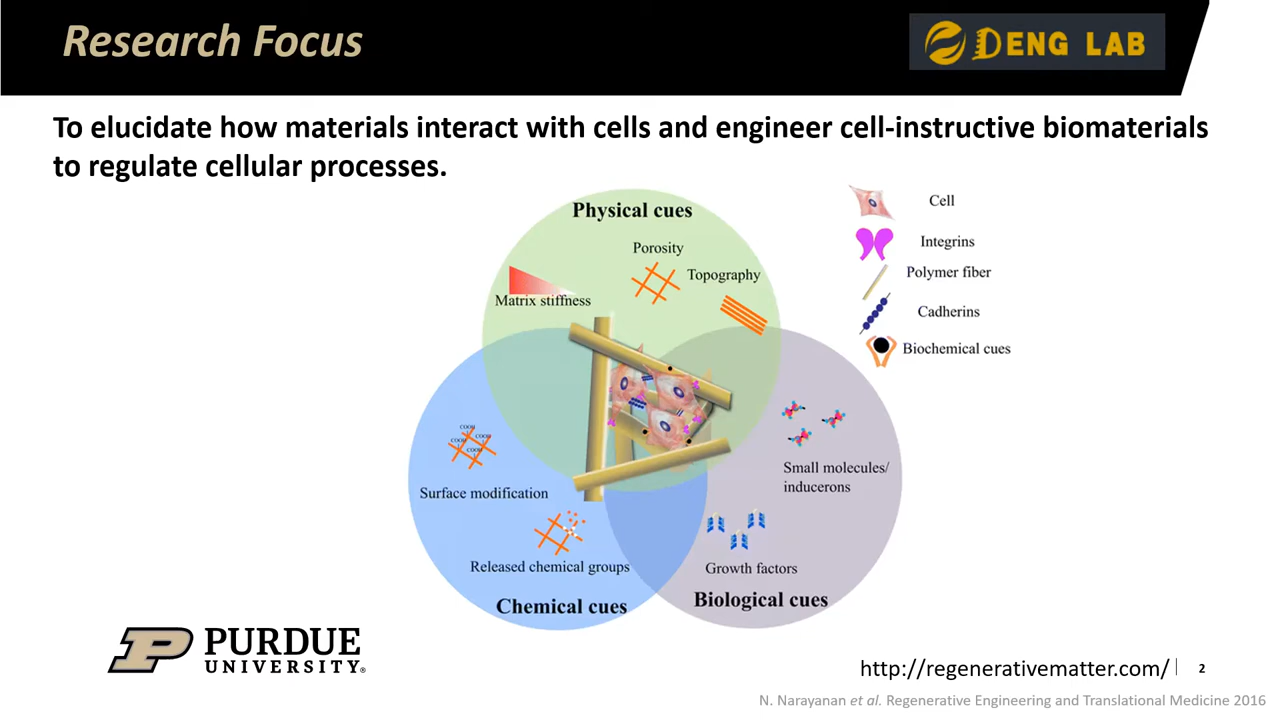 Research Focus
DENG LAB
To elucidate how materials interact with cells and engineer cell-instructive biomaterials
to regulate cellular processes.
Physical cues
Porosity
Topography
Matrix stiffness
Cell
Integrins
Polymer fiber
Cadherins
Biochemical cues
COOH
COOH
COOH
COOH
Surface modification
Released chemical groups
Chemical cues
Small molecules/
inducerons
Growth factors
Biological cues
PURDUE
UNIVERSITY®
http://regenerativematter.com/
2
N. Narayanan et al. Regenerative Engineering and Translational Medicine 2016